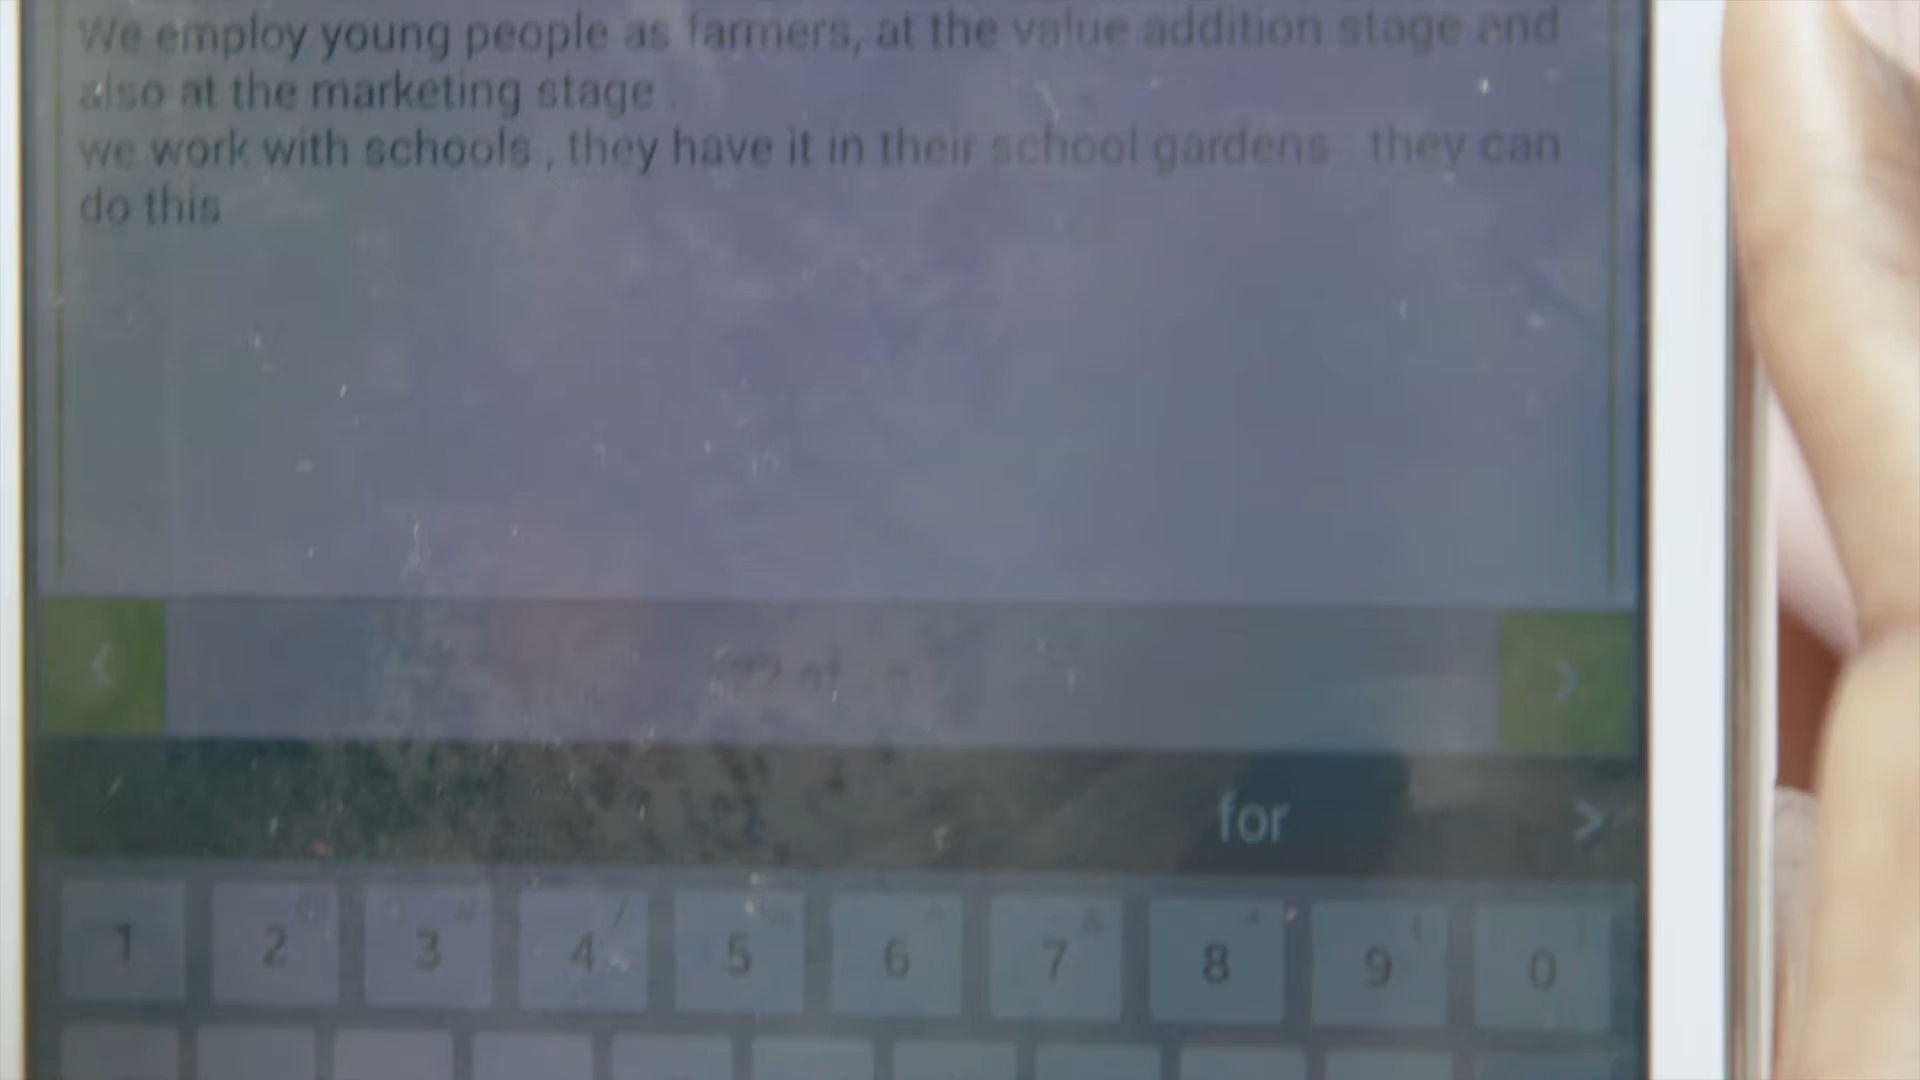 We employ young people as farmers, at the value addition stage and
also at the marketing stage .
we work with schools , they have it in their school gardens they can
do this
of
for
1 2 3 4 5 6 7 8 9 0